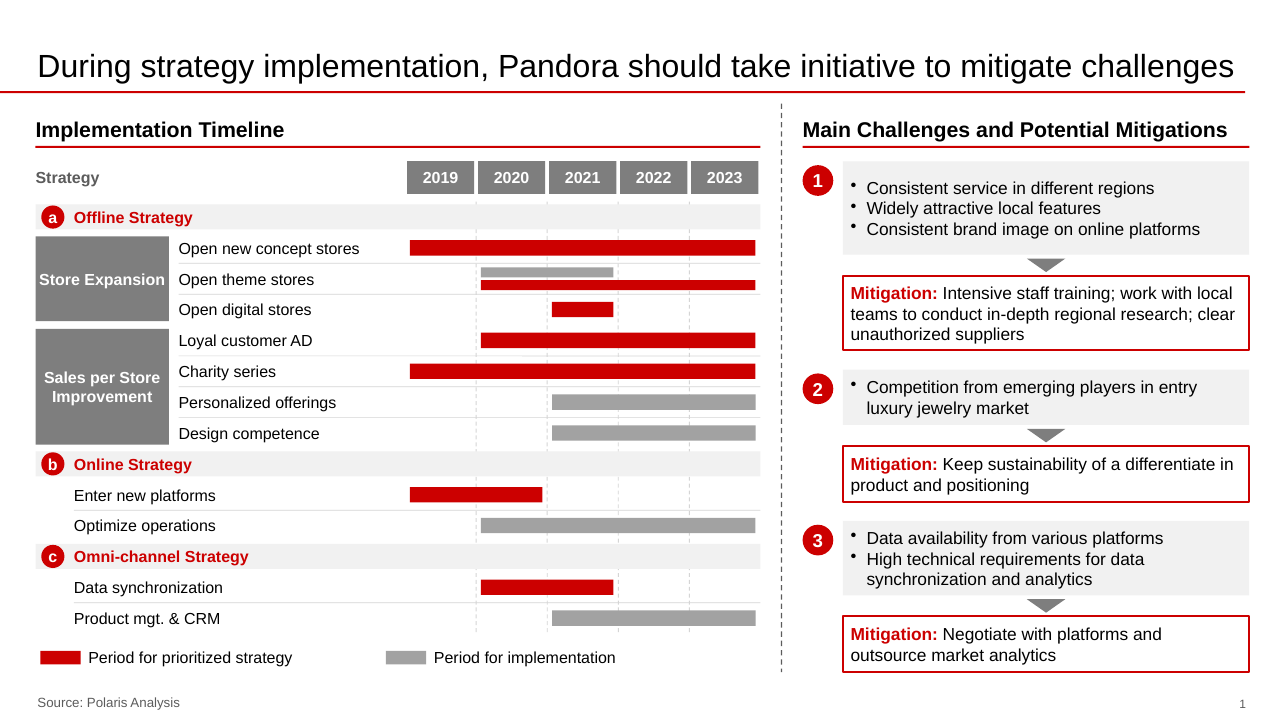 During strategy implementation, Pandora should take initiative to mitigate challenges
Implementation Timeline
Strategy
2019 2020 2021 2022 2023
a Offline Strategy
Store Expansion
Open new concept stores
Open theme stores
Open digital stores
Sales per Store
Improvement
Loyal customer AD
Charity series
Personalized offerings
Design competence
b Online Strategy
Enter new platforms
Optimize operations
c Omni-channel Strategy
Data synchronization
Product mgt. & CRM
Period for prioritized strategy
Period for implementation
Main Challenges and Potential Mitigations
1
• Consistent service in different regions
• Widely attractive local features
• Consistent brand image on online platforms
Mitigation: Intensive staff training; work with local
teams to conduct in-depth regional research; clear
unauthorized suppliers
2
• Competition from emerging players in entry
luxury jewelry market
Mitigation: Keep sustainability of a differentiate in
product and positioning
3
• Data availability from various platforms
• High technical requirements for data
synchronization and analytics
Mitigation: Negotiate with platforms and
outsource market analytics
Source: Polaris Analysis
1